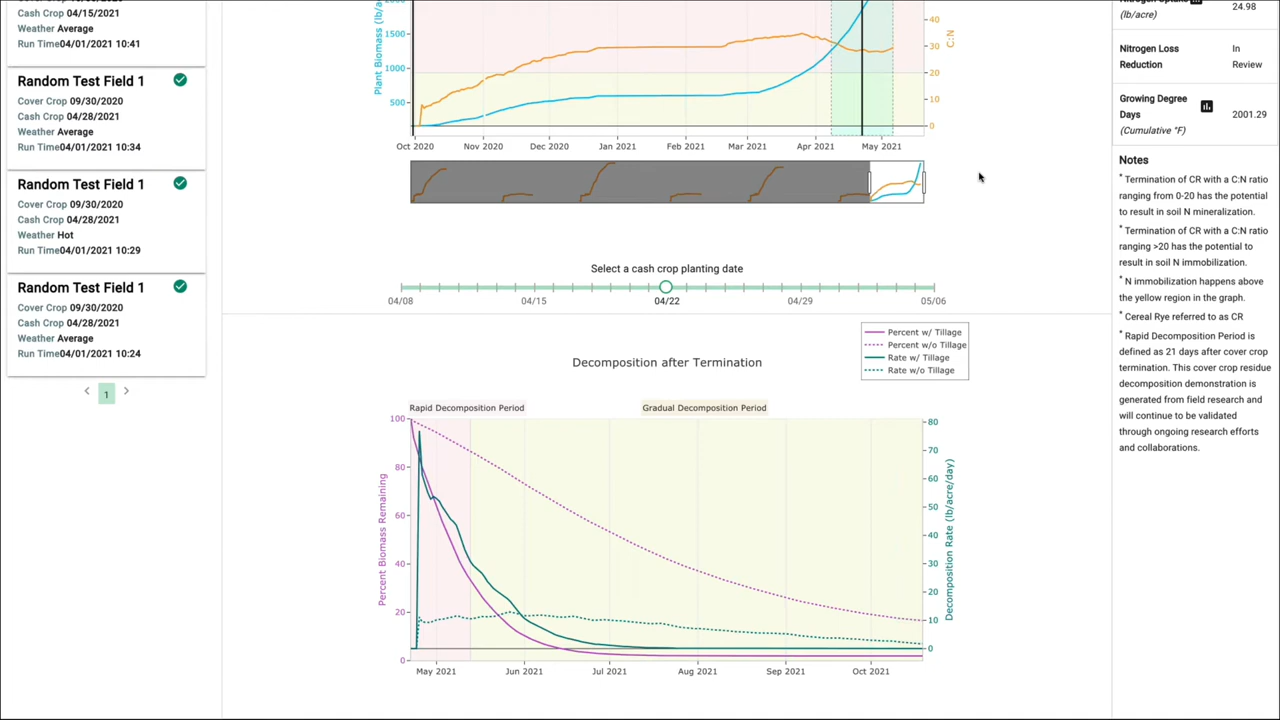 Cash Crop 04/15/2021
Weather Average
Run Time04/01/2021 10:41
Random Test Field 1
Cover Crop 09/30/2020
Cash Crop 04/28/2021
Weather Average
Run Time04/01/2021 10:34
Random Test Field 1
Cover Crop 09/30/2020
Cash Crop 04/28/2021
Weather Hot
Run Time04/01/2021 10:29
Random Test Field 1
Cover Crop 09/30/2020
Cash Crop 04/28/2021
Weather Average
Run Time04/01/2021 10:24
1
Plant Biomass (lb/a
1500
1000
500
40
30
20
10
0
C:N
Oct 2020 Nov 2020 Dec 2020 Jan 2021 Feb 2021 Mar 2021 Apr 2021 May 2021
Select a cash crop planting date
04/08 04/15 04/22 04/29 05/06
Percent w/ Tillage
Percent w/o Tillage
Rate w/ Tillage
Rate w/o Tillage
Decomposition after Termination
Rapid Decomposition Period Gradual Decomposition Period
Percent Biomass Remaining
100
80
60
40
20
0
80
70
60
50
40
30
20
10
0
Decomposition Rate (lb/acre/day)
May 2021 Jun 2021 Jul 2021 Aug 2021 Sep 2021 Oct 2021
(lb/acre) 24.98
Nitrogen Loss In
Reduction Review
Growing Degree
Days 2001.29
(Cumulative °F)
Notes
* Termination of CR with a C:N ratio
ranging from 0-20 has the potential
to result in soil N mineralization.
* Termination of CR with a C:N ratio
ranging >20 has the potential to
result in soil N immobilization.
* N immobilization happens above
the yellow region in the graph.
* Cereal Rye referred to as CR
* Rapid Decomposition Period is
defined as 21 days after cover crop
termination. This cover crop residue
decomposition demonstration is
generated from field research and
will continue to be validated
through ongoing research efforts
and collaborations.